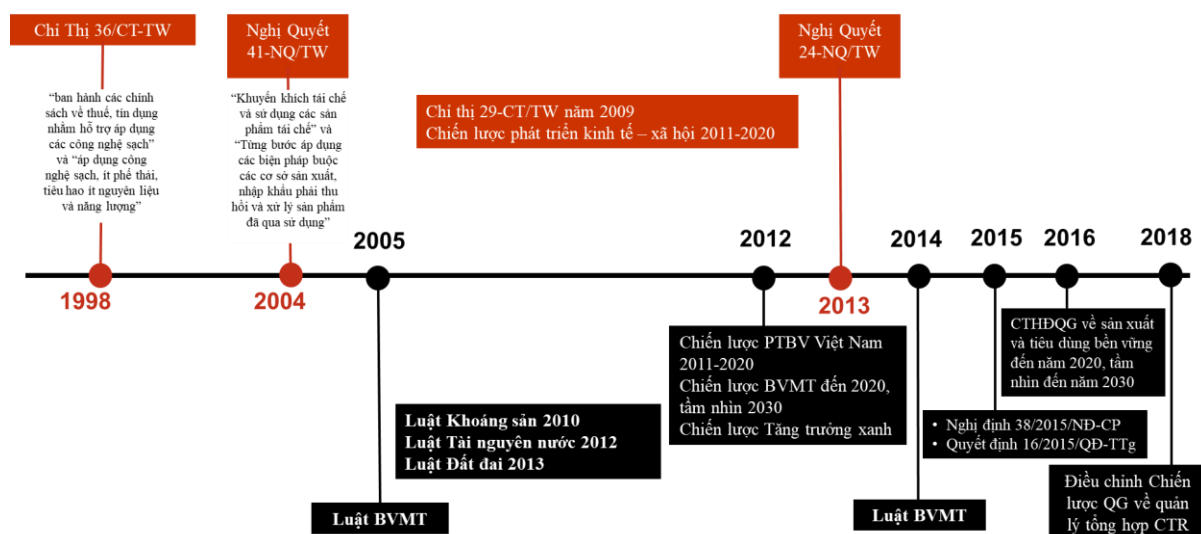 Chỉ Thị 36/CT-TW
“ban hành các chính
sách về thuế, tín dụng
nhằm hỗ trợ áp dụng
các công nghệ sạch”
và “áp dụng công
nghệ sạch, ít phế thải,
tiêu hao ít nguyên liệu
và năng lượng”
1998
Nghị Quyết
41-NQ/TW
“Khuyến khích tái chế
và sử dụng các sản
phẩm tái chế” và
“Từng bước áp dụng
các biện pháp buộc
các cơ sở sản xuất,
nhập khẩu phải thu
hồi và xử lý sản phẩm
đã qua sử dụng”
2004
Chỉ thị 29-CT/TW năm 2009
Chiến lược phát triển kinh tế – xã hội 2011-2020
Nghị Quyết
24-NQ/TW
2013
2005
Luật BVMT
Luật Khoáng sản 2010
Luật Tài nguyên nước 2012
Luật Đất đai 2013
2012
Chiến lược PTBV Việt Nam
2011-2020
Chiến lược BVMT đến 2020,
tầm nhìn 2030
Chiến lược Tăng trưởng xanh
2014
Luật BVMT
2015
• Nghị định 38/2015/NĐ-CP
• Quyết định 16/2015/QĐ-TTg
2016
CTHĐQG về sản xuất
và tiêu dùng bền vững
đến năm 2020, tầm
nhìn đến năm 2030
2018
Điều chỉnh Chiến
lược QG về quản
lý tổng hợp CTR